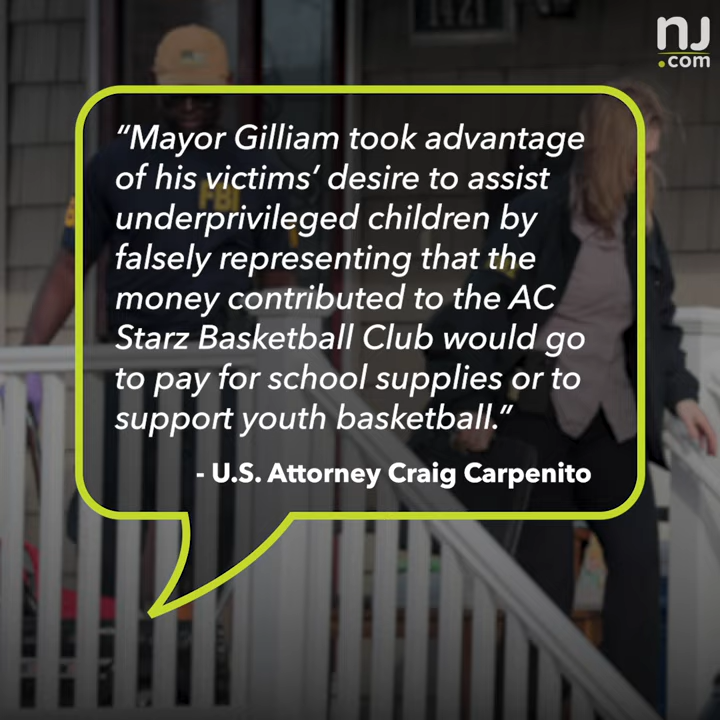 nj
.com
1421
“Mayor Gilliam took advantage
of his victims’ desire to assist
underprivileged children by
falsely representing that the
money contributed to the AC
Starz Basketball Club would go
to pay for school supplies or to
support youth basketball.”
- U.S. Attorney Craig Carpenito
FBI